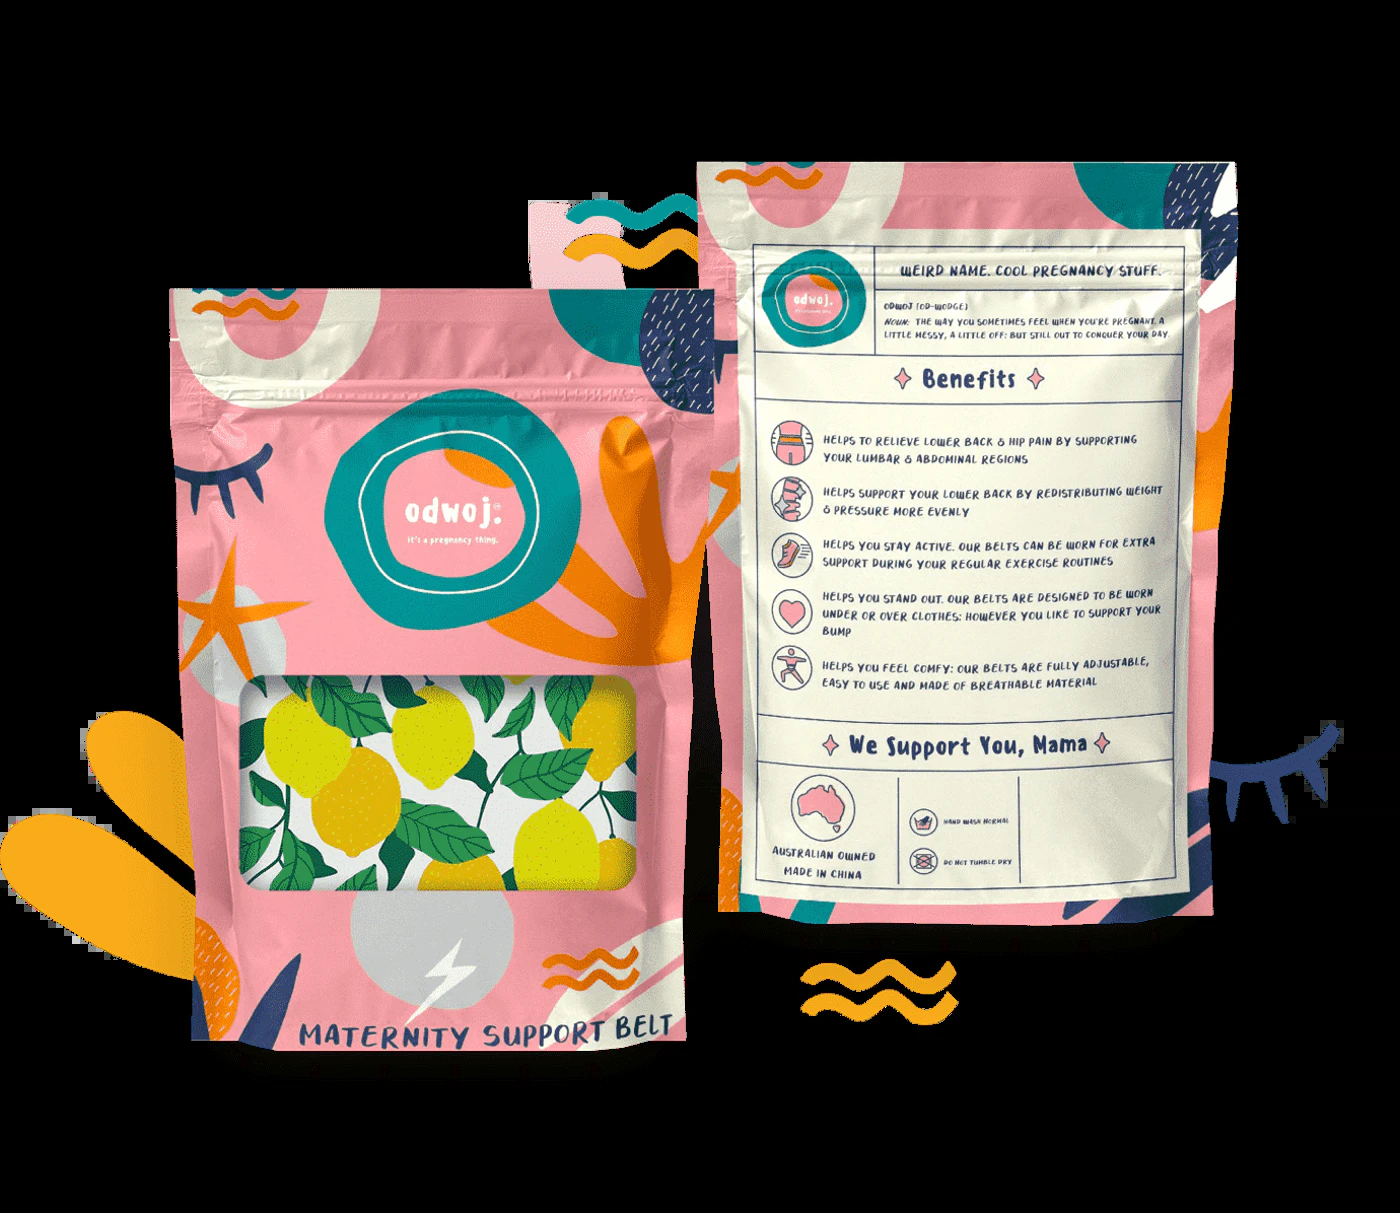 odwoj.
it's a pregnancy thing.
MATERNITY SUPPORT BELT
odwoj.
WEIRD NAME. COOL PREGNANCY STUFF.
ODWOJ [OD-WODGE]
NOUN: THE WAY YOU SOMETIMES FEEL WHEN YOU'RE PREGNANT. A
LITTLE MESSY, A LITTLE OFF; BUT STILL OUT TO CONQUER YOUR DAY.
Benefits
HELPS TO RELIEVE LOWER BACK & HIP PAIN BY SUPPORTING
YOUR LUMBAR & ABDOMINAL REGIONS
HELPS SUPPORT YOUR LOWER BACK BY REDISTRIBUTING WEIGHT
& PRESSURE MORE EVENLY
HELPS YOU STAY ACTIVE. OUR BELTS CAN BE WORN FOR EXTRA
SUPPORT DURING YOUR REGULAR EXERCISE ROUTINES
HELPS YOU STAND OUT. OUR BELTS ARE DESIGNED TO BE WORN
UNDER OR OVER CLOTHES; HOWEVER YOU LIKE TO SUPPORT YOUR
BUMP
HELPS YOU FEEL COMFY; OUR BELTS ARE FULLY ADJUSTABLE,
EASY TO USE AND MADE OF BREATHABLE MATERIAL
We Support You, Mama
AUSTRALIAN OWNED
MADE IN CHINA
HAND WASH NORMAL
DO NOT TUMBLE DRY